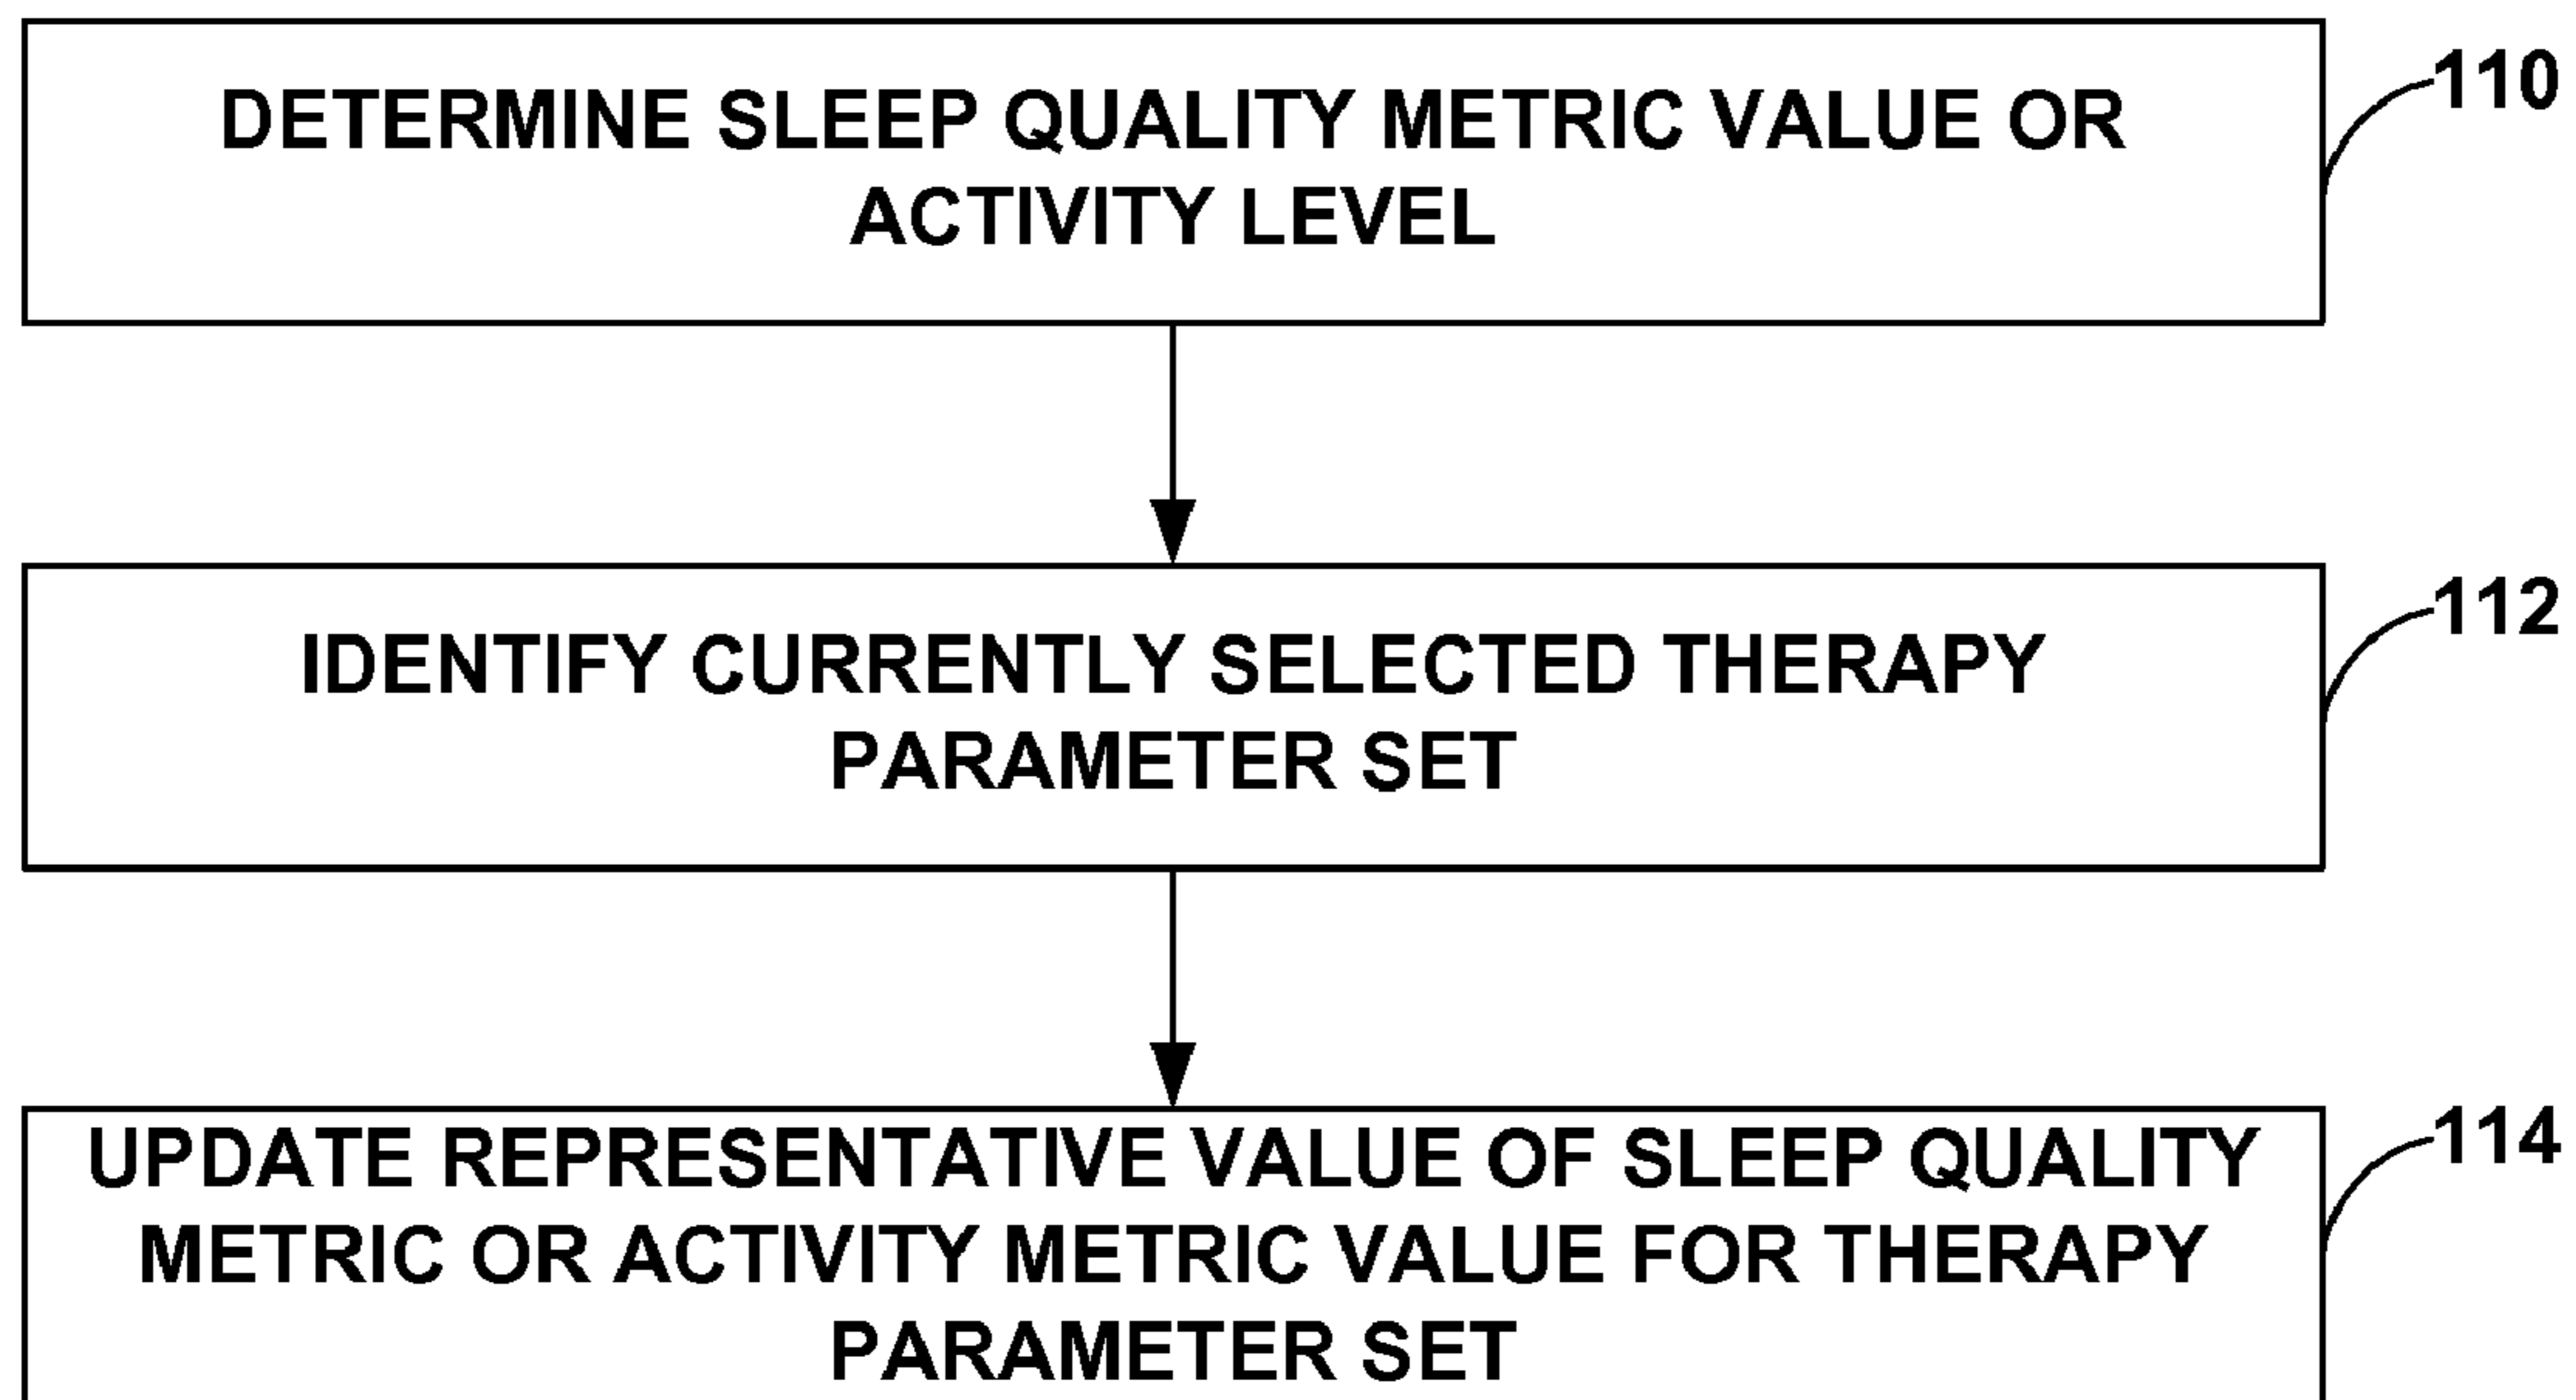 DETERMINE SLEEP QUALITY METRIC VALUE OR
ACTIVITY LEVEL
110
IDENTIFY CURRENTLY SELECTED THERAPY
PARAMETER SET
112
UPDATE REPRESENTATIVE VALUE OF SLEEP QUALITY
METRIC OR ACTIVITY METRIC VALUE FOR THERAPY
PARAMETER SET
114